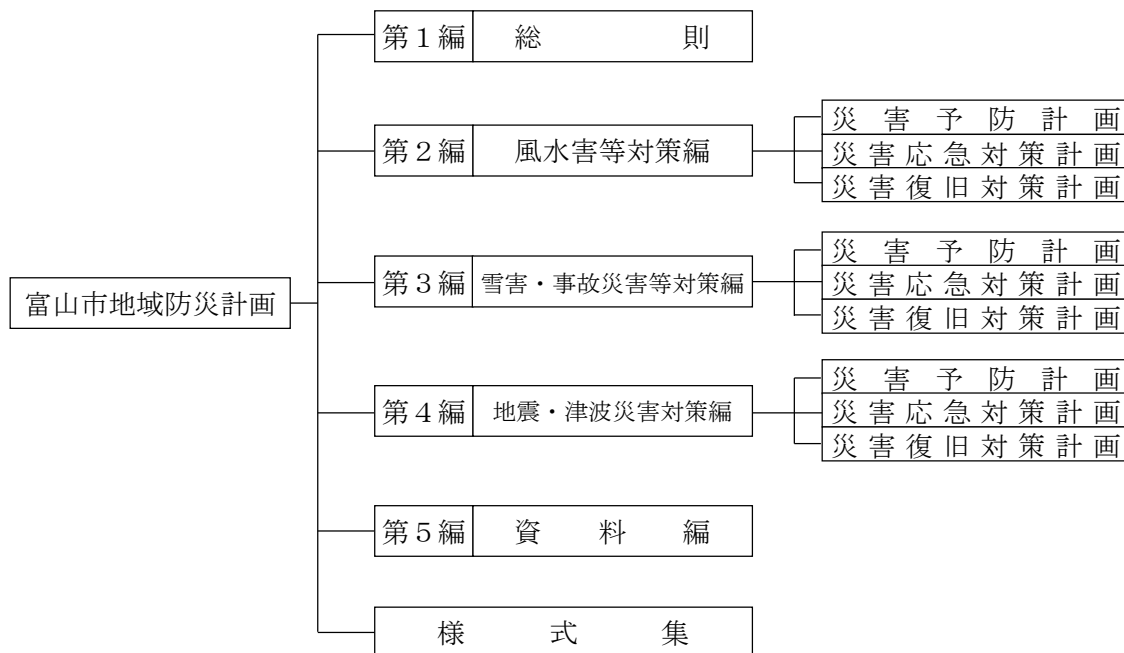 富山市地域防災計画
第1編 総則
第2編 風水害等対策編
災害予防計画
災害応急対策計画
災害復旧対策計画
第3編 雪害・事故災害等対策編
災害予防計画
災害応急対策計画
災害復旧対策計画
第4編 地震・津波災害対策編
災害予防計画
災害応急対策計画
災害復旧対策計画
第5編 資料編
様式集